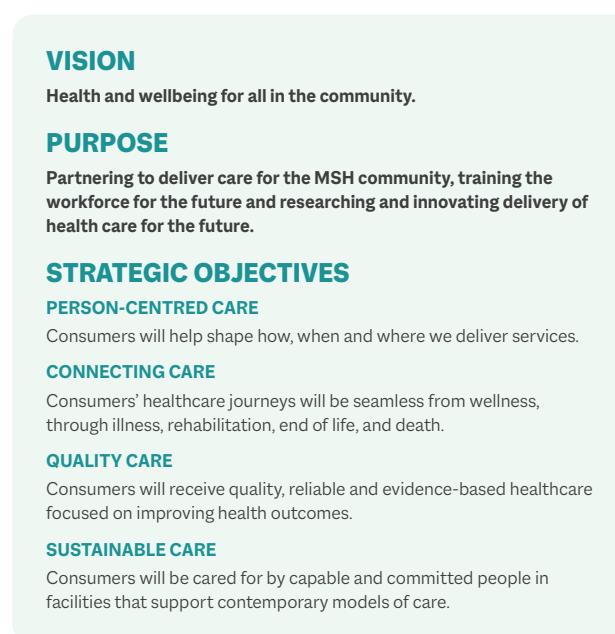 VISION
Health and wellbeing for all in the community.
PURPOSE
Partnering to deliver care for the MSH community, training the
workforce for the future and researching and innovating delivery of
health care for the future.
STRATEGIC OBJECTIVES
PERSON-CENTRED CARE
Consumers will help shape how, when and where we deliver services.
CONNECTING CARE
Consumers’ healthcare journeys will be seamless from wellness,
through illness, rehabilitation, end of life, and death.
QUALITY CARE
Consumers will receive quality, reliable and evidence-based healthcare
focused on improving health outcomes.
SUSTAINABLE CARE
Consumers will be cared for by capable and committed people in
facilities that support contemporary models of care.